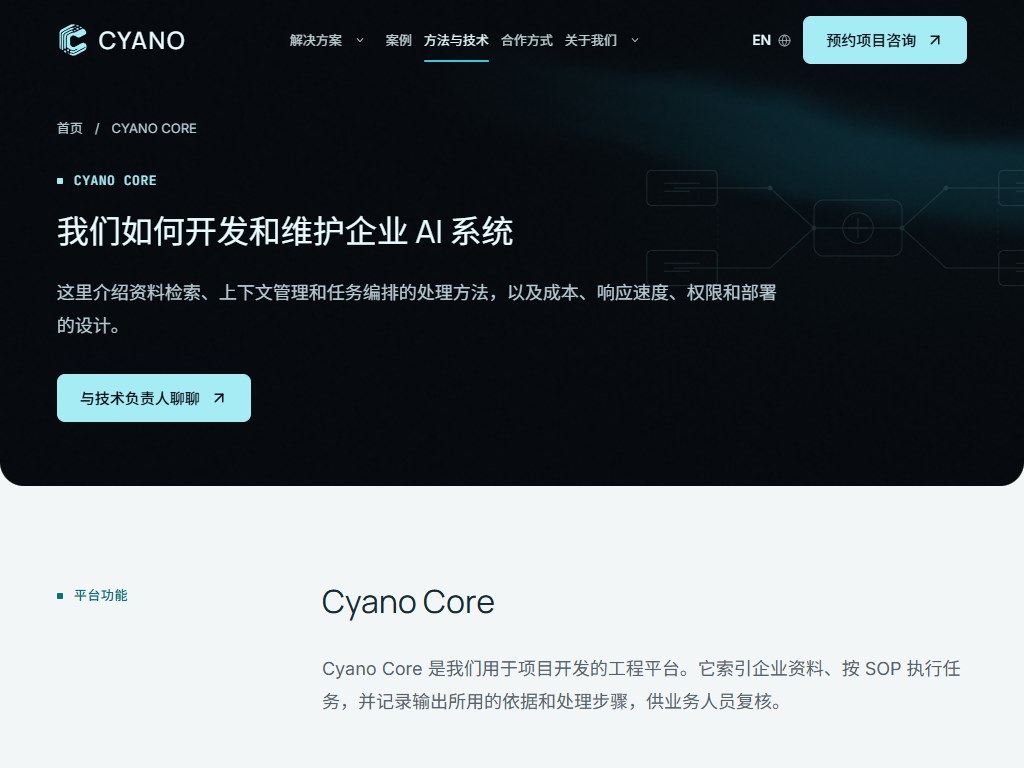 CYANO
解决方案
案例
方法与技术
合作方式
关于我们
EN
预约项目咨询
首页 / CYANO CORE
CYANO CORE
我们如何开发和维护企业 AI 系统
这里介绍资料检索、上下文管理和任务编排的处理方法，以及成本、响应速度、权限和部署
的设计。
与技术负责人聊聊
平台功能
Cyano Core
Cyano Core 是我们用于项目开发的工程平台。它索引企业资料、按 SOP 执行任
务，并记录输出所用的依据和处理步骤，供业务人员复核。